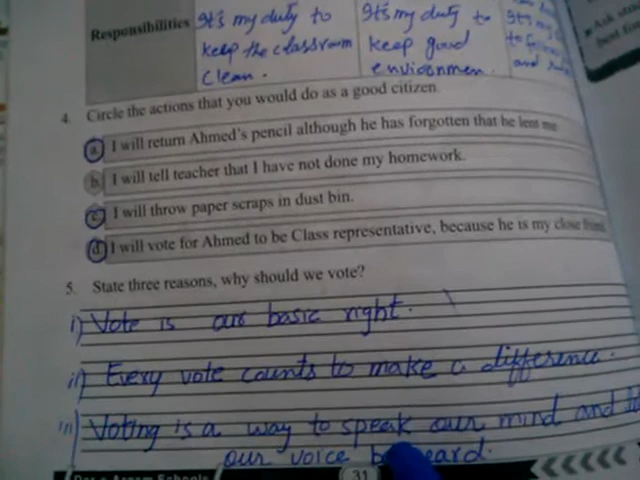 Responsibilities
It's my duty to keep the classroom clean.
It's my duty to keep good environmen.
It's my
to
and
4. Circle the actions that you would do as a good citizen.
a. I will return Ahmed's pencil although he has forgotten that he lent me
b. I will tell teacher that I have not done my homework.
c. I will throw paper scraps in dust bin.
d. I will vote for Ahmed to be Class representative, because he is my close friend.
5. State three reasons, why should we vote?
i) Vote is our basic right.
ii) Every vote counts to make a difference.
iii) Voting is a way to speak our mind and
our voice heard.
31